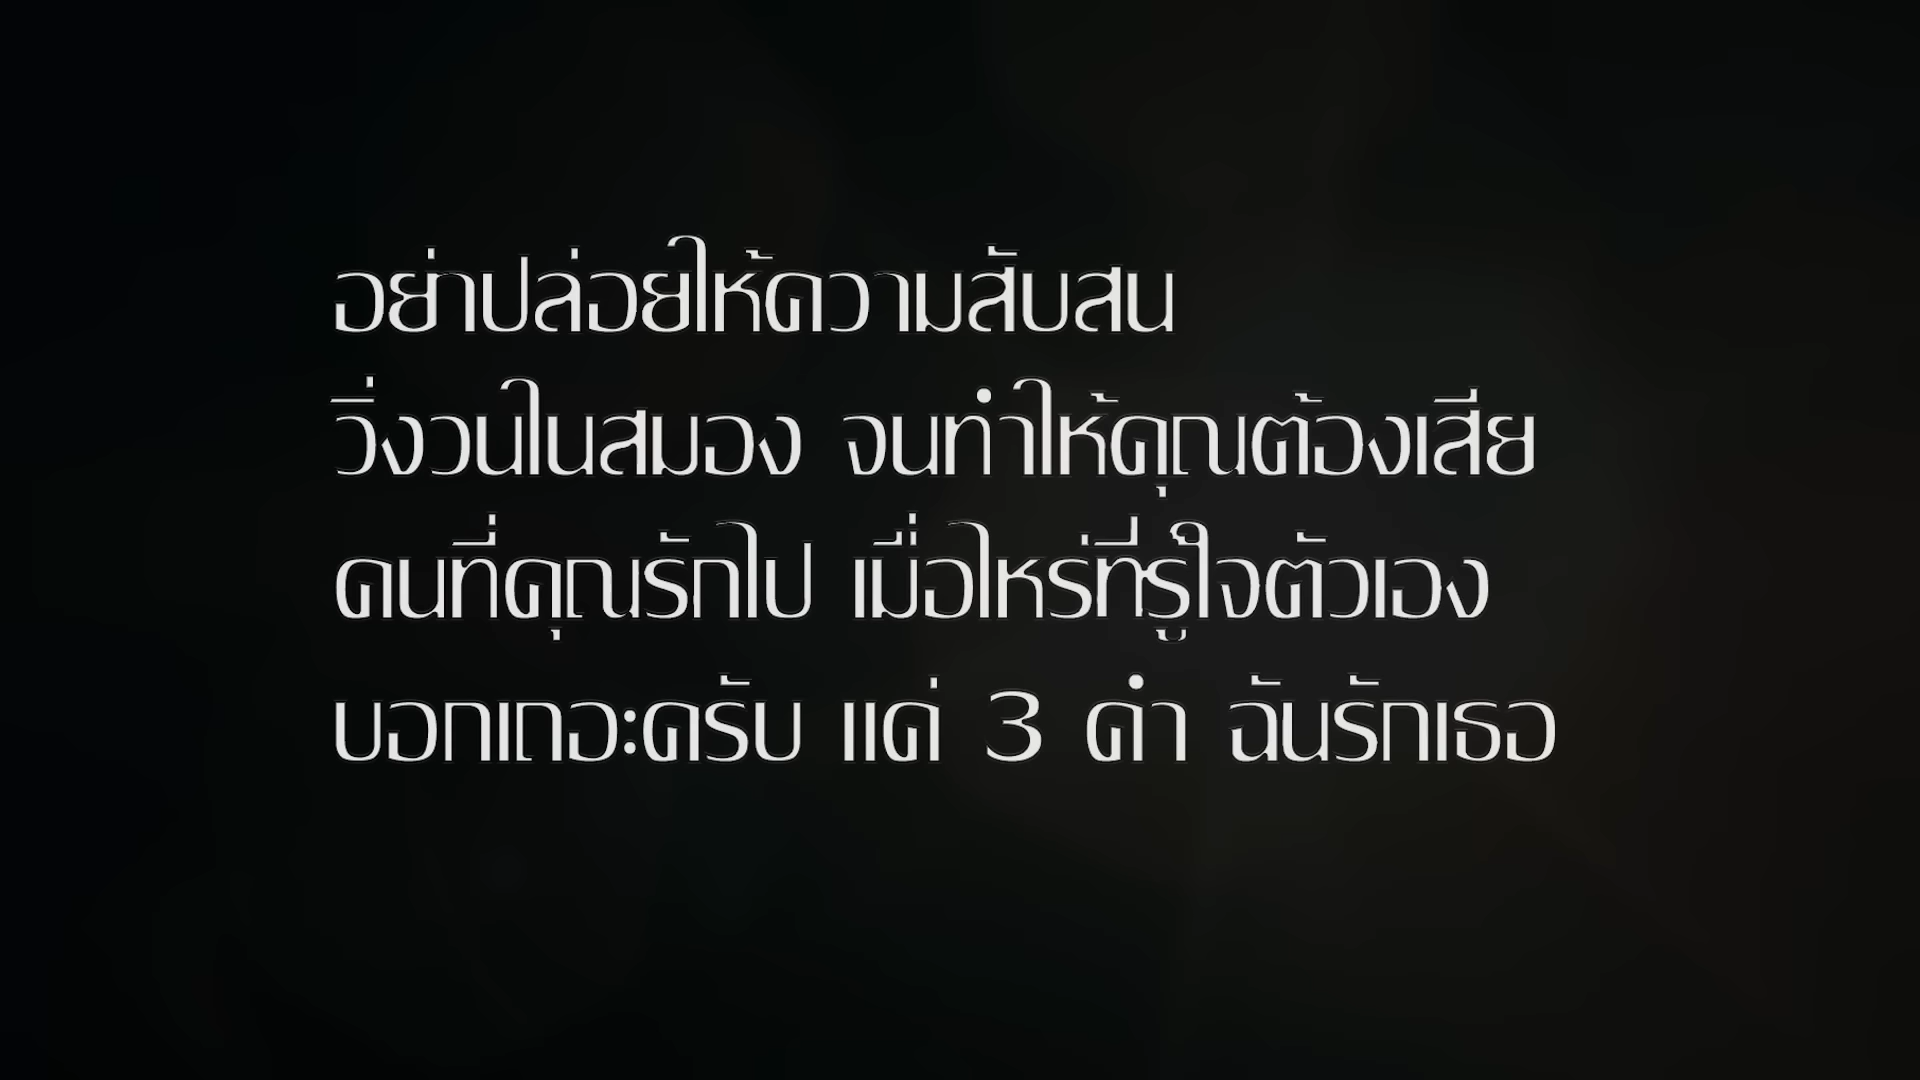 อย่าปล่อยให้ความสับสน
วิ่งวนในสมอง จนทำให้คุณต้องเสีย
คนที่คุณรักไป เมื่อไหร่ที่รู้ใจตัวเอง
บอกเถอะครับ แค่ 3 คำ ฉันรักเธอ